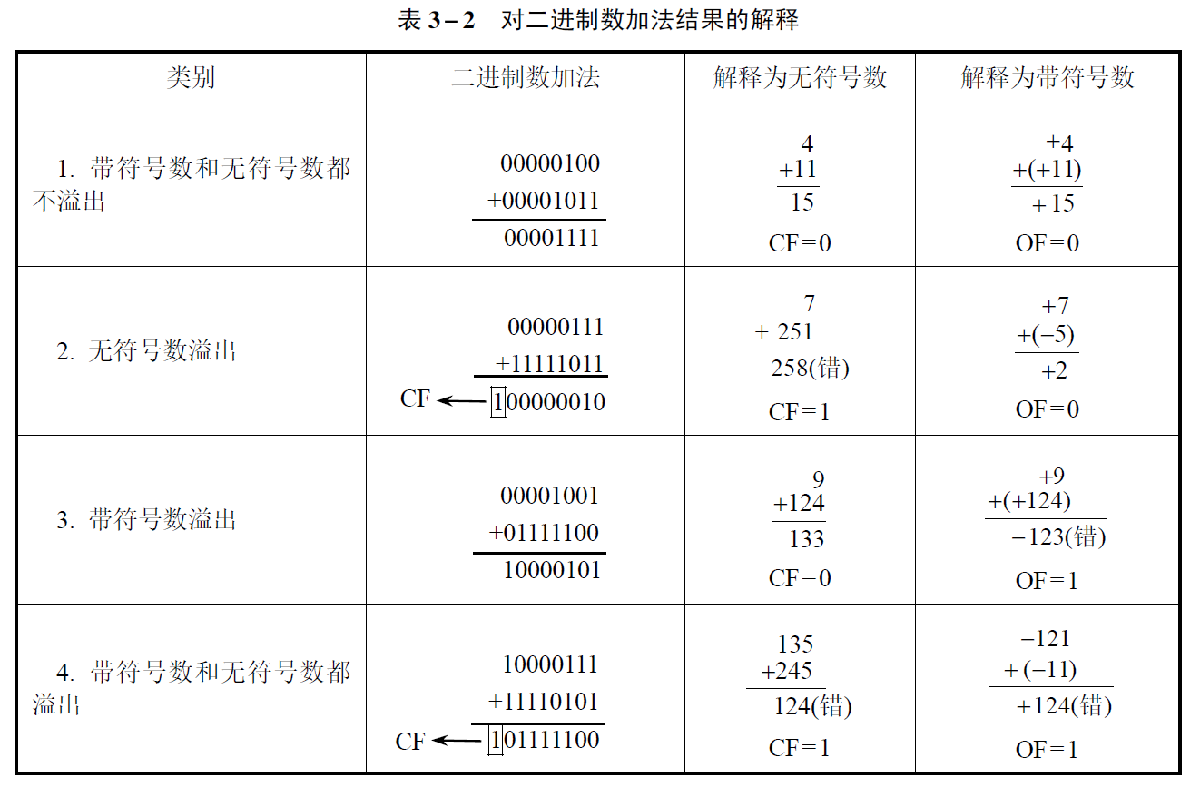 表 3-2 对二进制数加法结果的解释
类别
二进制数加法
解释为无符号数
解释为带符号数
1. 带符号数和无符号数都
不溢出
00000100
+00001011
00001111
4
+11
15
CF=0
+4
+(+11)
+15
OF=0
2. 无符号数溢出
00000111
+11111011
CF 100000010
7
+ 251
258(错)
CF=1
+7
+(−5)
+2
OF=0
3. 带符号数溢出
00001001
+01111100
10000101
9
+124
133
CF−0
+9
+(+124)
−123(错)
OF=1
4. 带符号数和无符号数都
溢出
10000111
+11110101
CF 101111100
135
+245
124(错)
CF=1
−121
+(−11)
+124(错)
OF=1